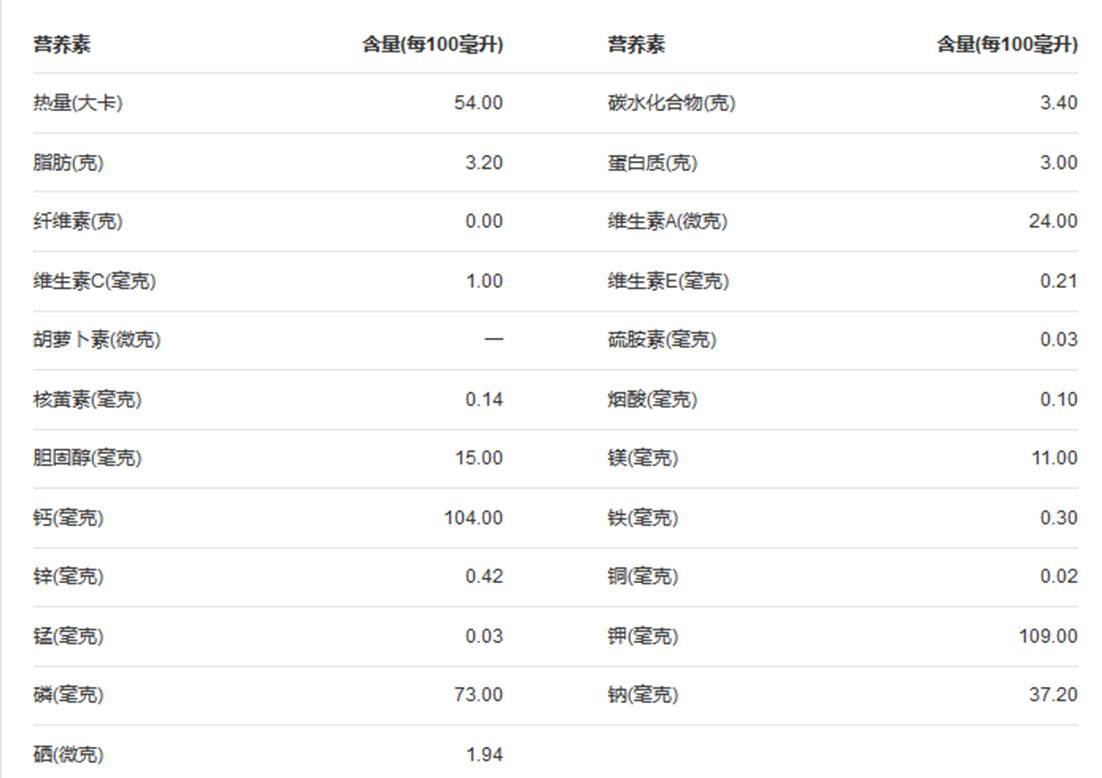 营养素 含量(每100毫升) 营养素 含量(每100毫升)
热量(大卡) 54.00 碳水化合物(克) 3.40
脂肪(克) 3.20 蛋白质(克) 3.00
纤维素(克) 0.00 维生素A(微克) 24.00
维生素C(毫克) 1.00 维生素E(毫克) 0.21
胡萝卜素(微克) — 硫胺素(毫克) 0.03
核黄素(毫克) 0.14 烟酸(毫克) 0.10
胆固醇(毫克) 15.00 镁(毫克) 11.00
钙(毫克) 104.00 铁(毫克) 0.30
锌(毫克) 0.42 铜(毫克) 0.02
锰(毫克) 0.03 钾(毫克) 109.00
磷(毫克) 73.00 钠(毫克) 37.20
硒(微克) 1.94